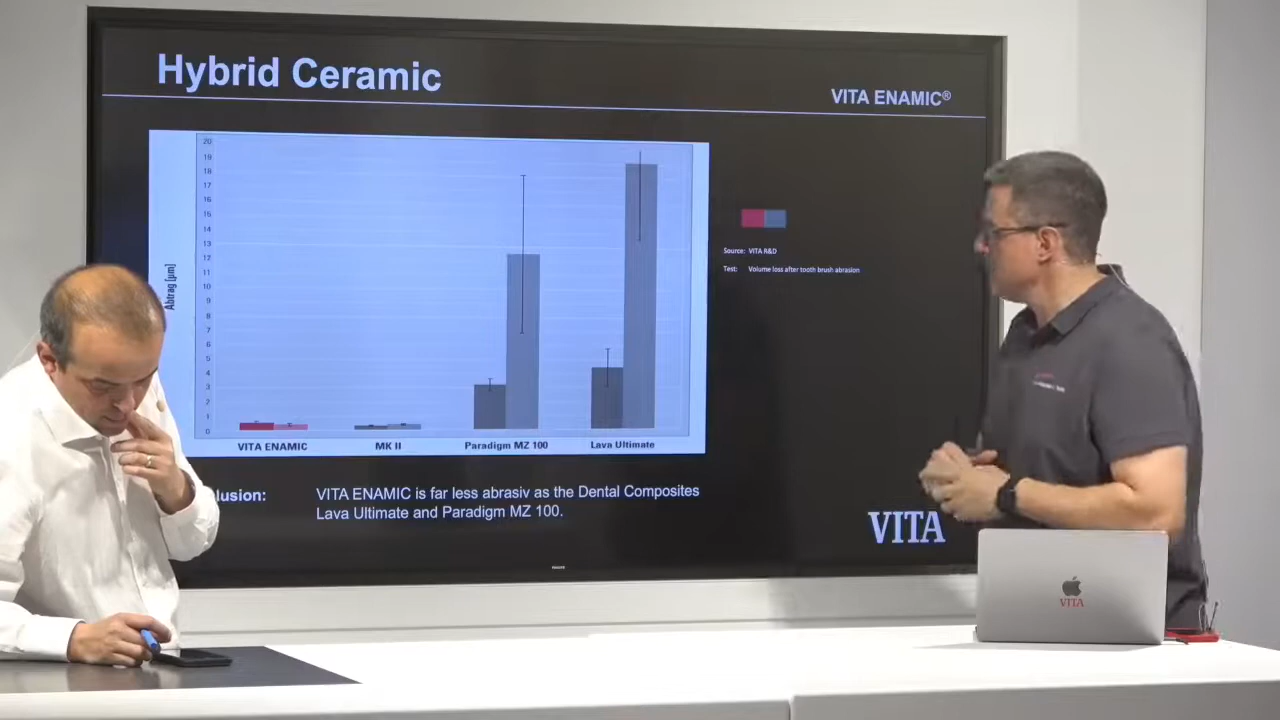 Hybrid Ceramic
VITA ENAMIC®
20
19
18
17
16
15
14
13
12
11
10
9
8
7
6
5
4
3
2
1
0
Abtrag [µm]
VITA ENAMIC
MK II
Paradigm MZ 100
Lava Ultimate
Source: VITA R&D
Test: Volume loss after tooth brush abrasion
lusion:
VITA ENAMIC is far less abrasiv as the Dental Composites
Lava Ultimate and Paradigm MZ 100.
VITA
PHILIPS
VITA